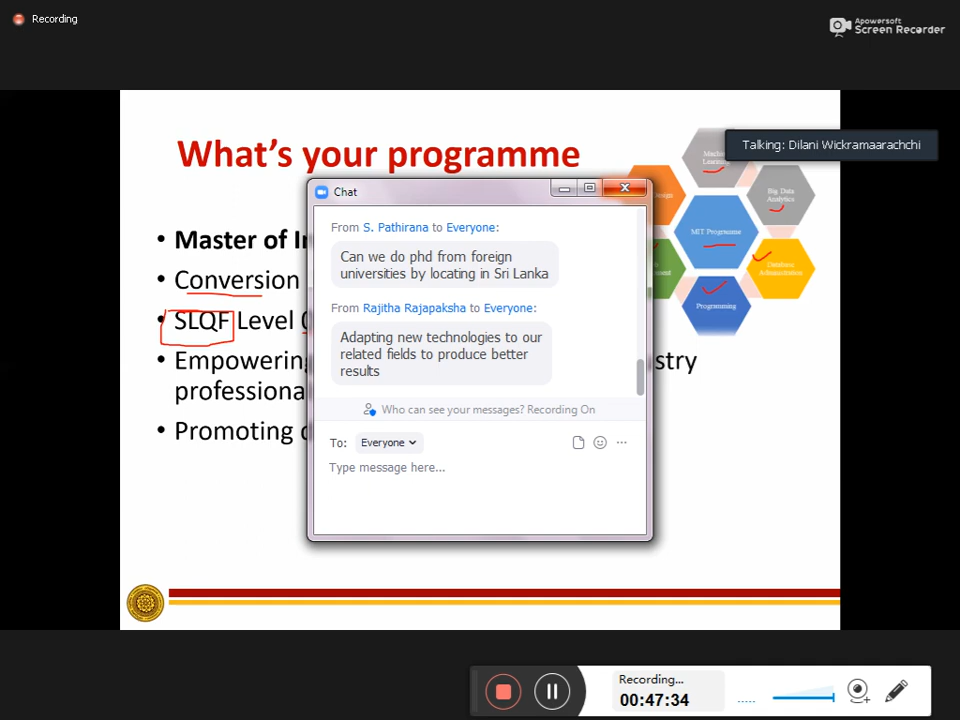 Recording
Apowersoft
Screen Recorder
What's your programme
Talking: Dilani Wickramaarachchi
Learning
Big Data
Analytics
MIT Programme
Database
Administration
Programming
• Master of
• Conversion
• SLQF Level
• Empowering
professional
• Promoting
Chat
From S. Pathirana to Everyone:
Can we do phd from foreign
universities by locating in Sri Lanka
From Rajitha Rajapaksha to Everyone:
Adapting new technologies to our
related fields to produce better
results
Who can see your messages? Recording On
To: Everyone
Type message here...
Recording...
00:47:34